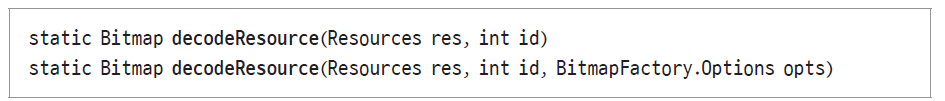 static Bitmap decodeResource(Resources res, int id)
static Bitmap decodeResource(Resources res, int id, BitmapFactory.Options opts)